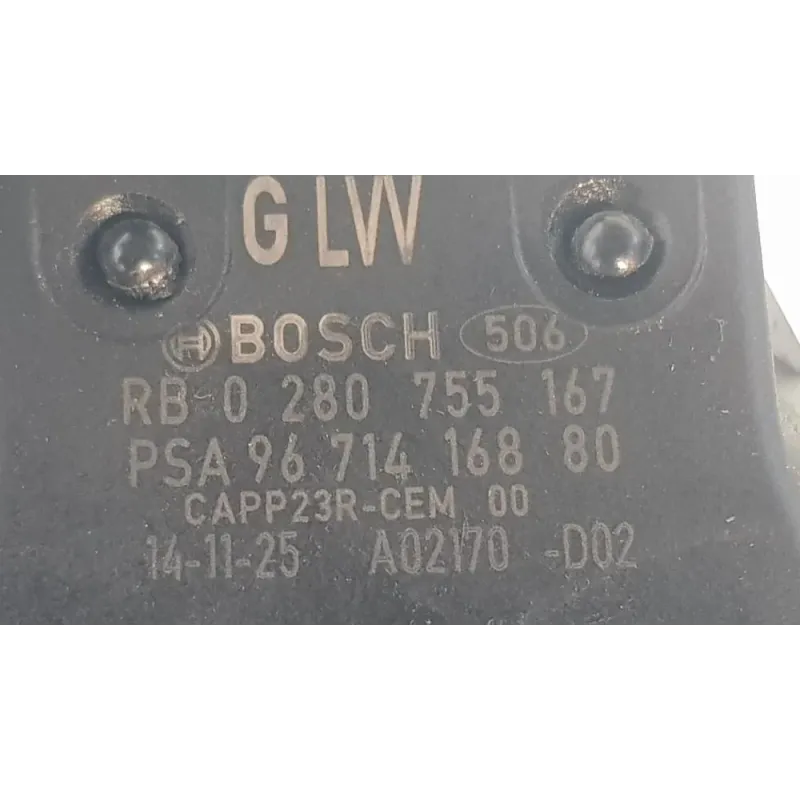 G LW
BOSCH 506
RB 0 280 755 167
PSA 96 714 168 80
CAPP23R-CEM 00
14-11-25 A02170 -D02